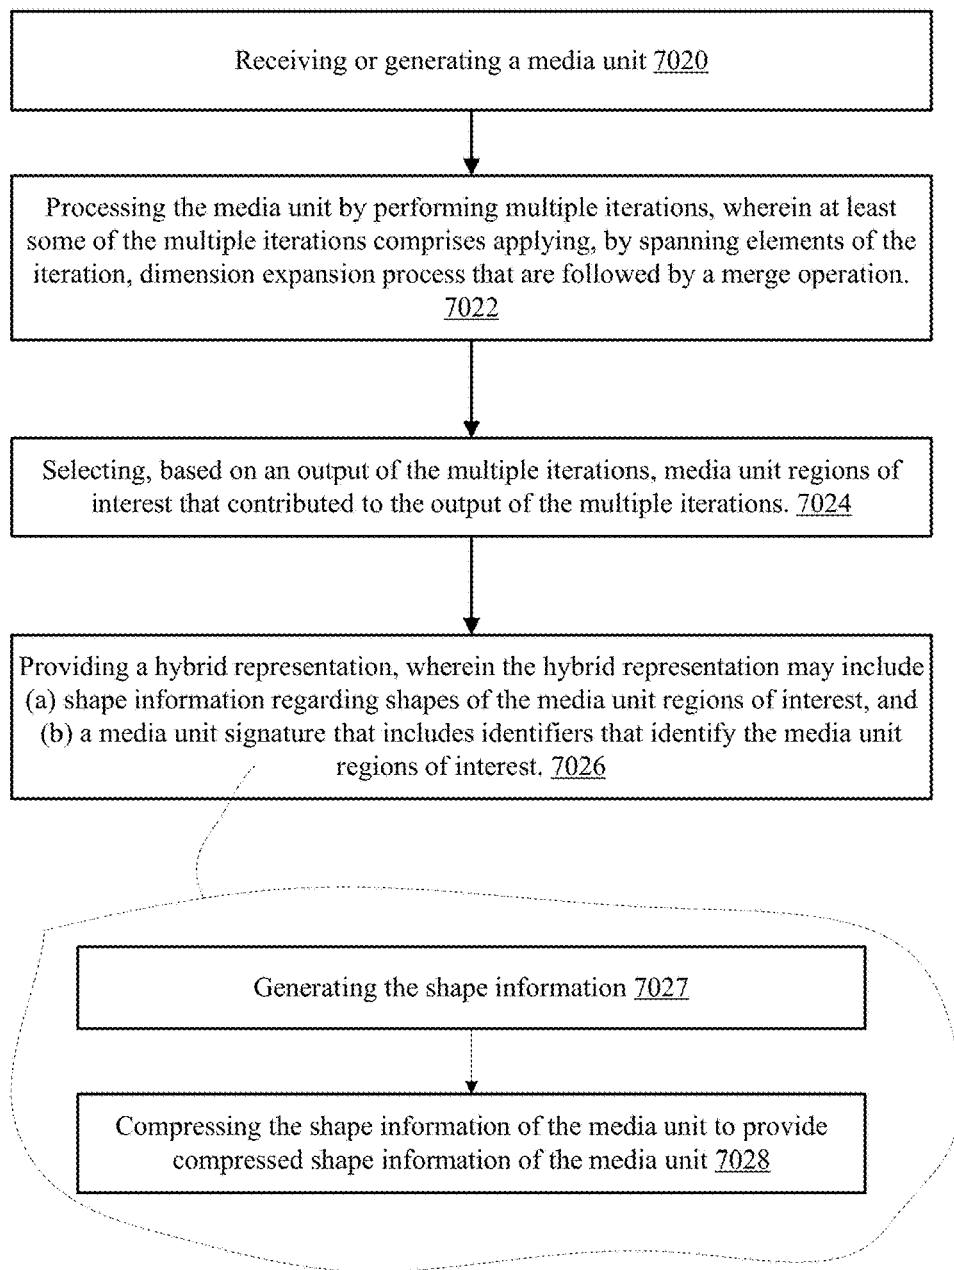 Receiving or generating a media unit 7020
Processing the media unit by performing multiple iterations, wherein at least
some of the multiple iterations comprises applying, by spanning elements of the
iteration, dimension expansion process that are followed by a merge operation.
7022
Selecting, based on an output of the multiple iterations, media unit regions of
interest that contributed to the output of the multiple iterations. 7024
Providing a hybrid representation, wherein the hybrid representation may include
(a) shape information regarding shapes of the media unit regions of interest, and
(b) a media unit signature that includes identifiers that identify the media unit
regions of interest. 7026
Generating the shape information 7027
Compressing the shape information of the media unit to provide
compressed shape information of the media unit 7028